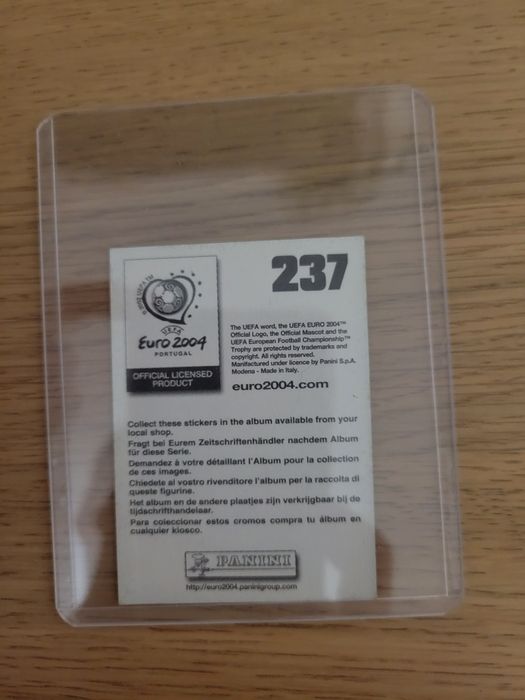 237
© 2002 UEFA TM
UEFA
EURO 2004
PORTUGAL
OFFICIAL LICENSED
PRODUCT
The UEFA word, the UEFA EURO 2004™
Official Logo, the Official Mascot and the
UEFA European Football Championship™
Trophy are protected by trademarks and
copyright. All rights reserved.
Manifactured under licence by Panini S.p.A.
Modena - Made in Italy.
euro2004.com
Collect these stickers in the album available from your
local shop.
Fragt bei Eurem Zeitschriftenhändler nachdem Album
für diese Serie.
Demandez à votre détaillant l'Album pour la collection
de ces images.
Chiedete al vostro rivenditore l'album per la raccolta di
queste figurine.
Het album en de andere plaatjes zijn verkrijgbaar bij de
tijdschrifthandelaar.
Para coleccionar estos cromos compra tu álbum en
cualquier kiosco.
PANINI
http://euro2004.paninigroup.com